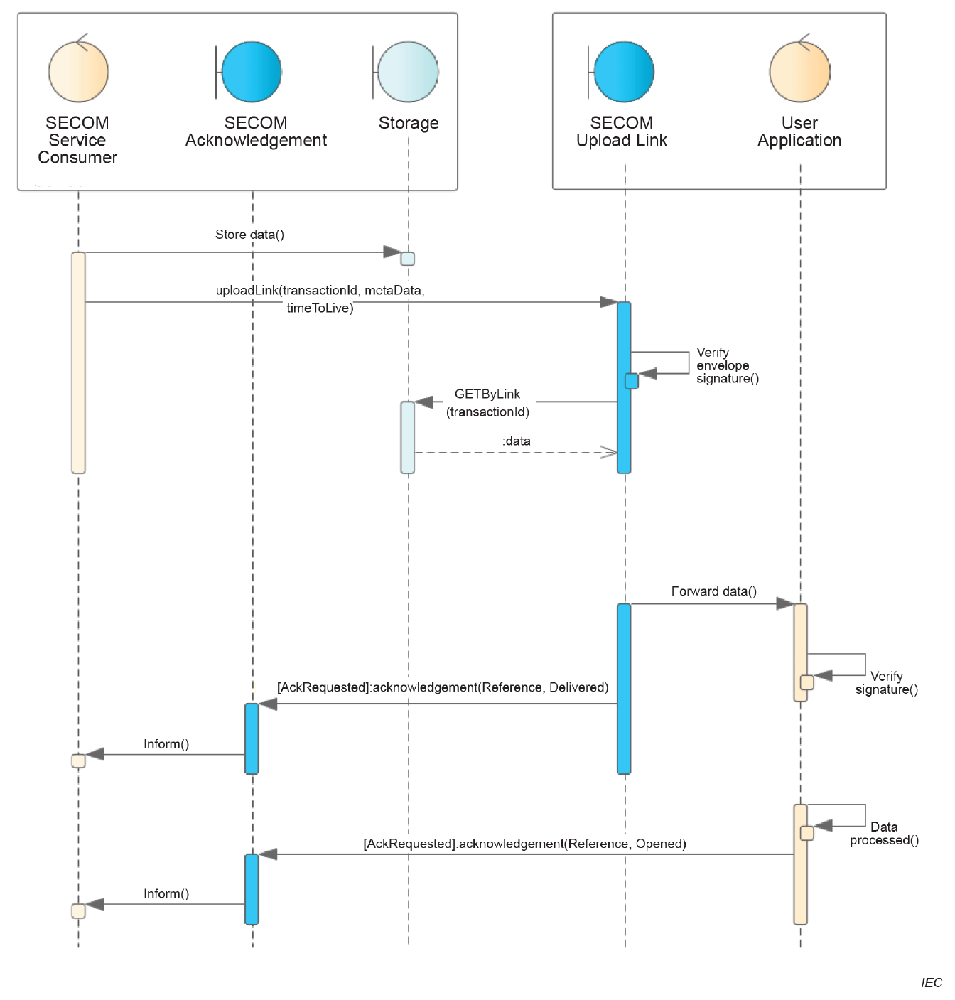 SECOM
Service
Consumer
SECOM
Acknowledgement
Storage
SECOM
Upload Link
User
Application
Store data()
uploadLink(transactionId, metaData,
timeToLive)
Verify
envelope
signature()
GETByLink
(transactionId)
:data
Forward data()
Verify
signature()
[AckRequested]:acknowledgement(Reference, Delivered)
Inform()
Data
processed()
[AckRequested]:acknowledgement(Reference, Opened)
Inform()
IEC